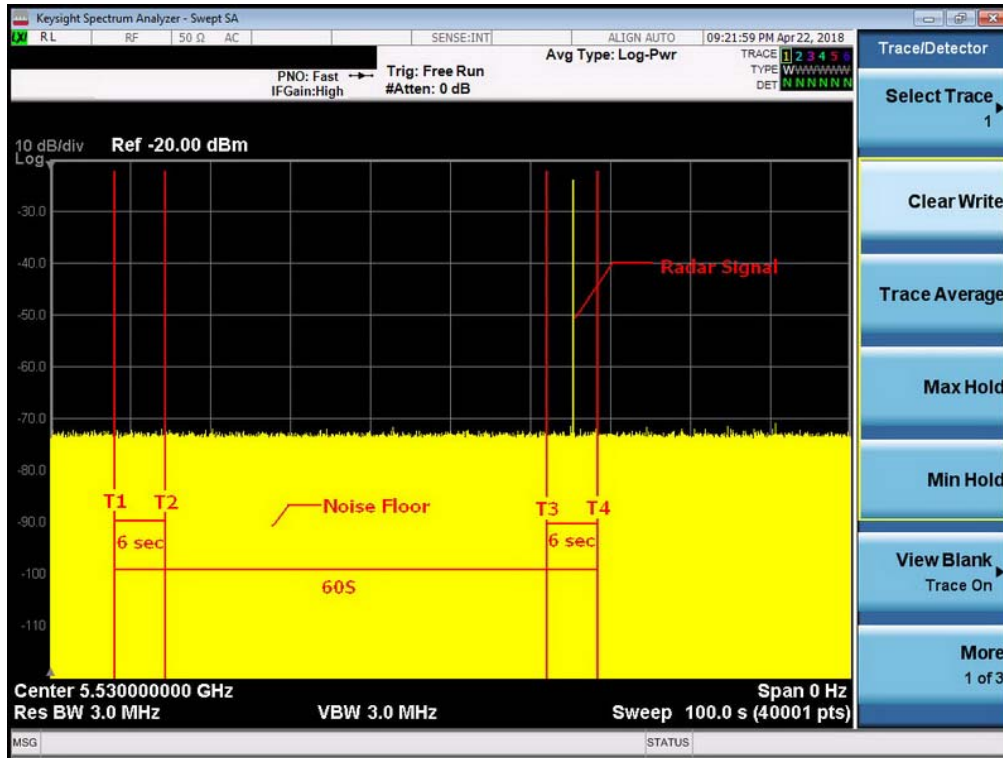 Keysight Spectrum Analyzer - Swept SA
LXI RL RF 50 Ω AC SENSE:INT ALIGN AUTO 09:21:59 PM Apr 22, 2018
Avg Type: Log-Pwr
TRACE 1 2 3 4 5 6
PNO: Fast Trig: Free Run
TYPE WWWWWW
IFGain:High #Atten: 0 dB
DET N N N N N N
10 dB/div Ref -20.00 dBm
Log
-30.0
-40.0
Radar Signal
-50.0
-60.0
-70.0
-80.0
T1 T2 Noise Floor T3 T4
-90.0
6 sec 6 sec
-100
60S
-110
Center 5.530000000 GHz Span 0 Hz
Res BW 3.0 MHz VBW 3.0 MHz Sweep 100.0 s (40001 pts)
MSG STATUS
Trace/Detector
Select Trace
1
Clear Write
Trace Average
Max Hold
Min Hold
View Blank
Trace On
More
1 of 3